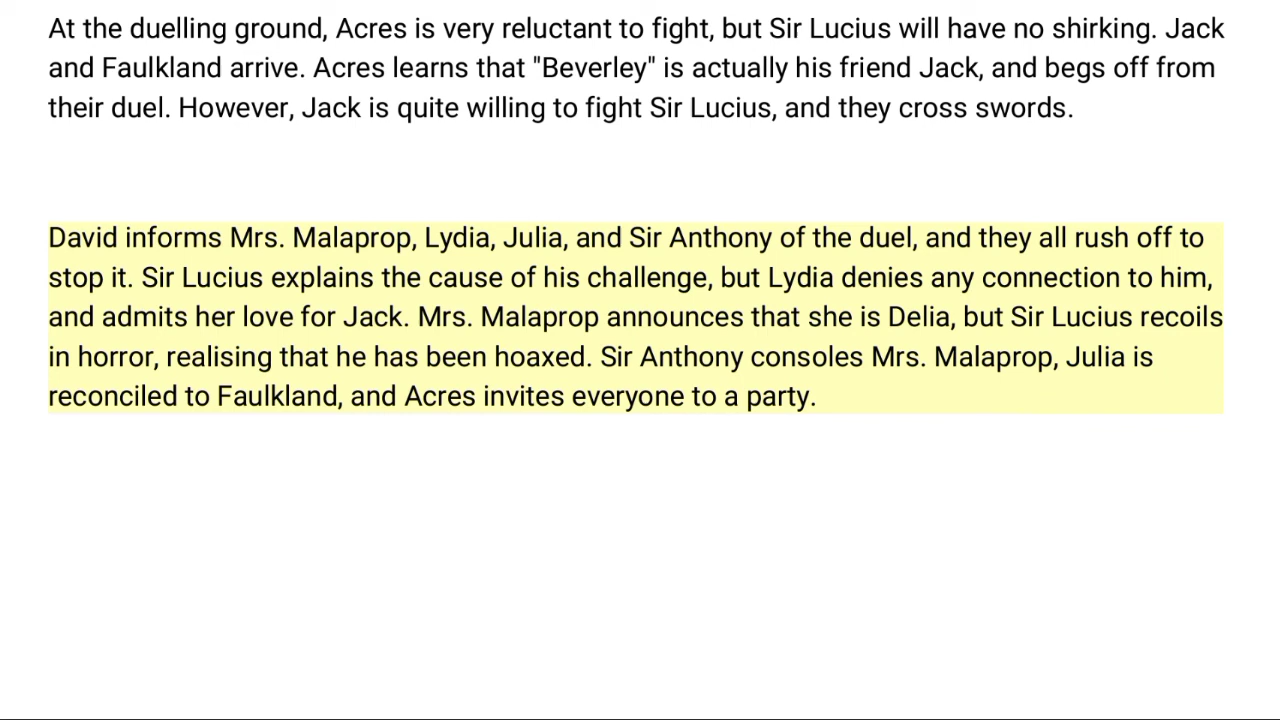 At the duelling ground, Acres is very reluctant to fight, but Sir Lucius will have no shirking. Jack
and Faulkland arrive. Acres learns that "Beverley" is actually his friend Jack, and begs off from
their duel. However, Jack is quite willing to fight Sir Lucius, and they cross swords.
David informs Mrs. Malaprop, Lydia, Julia, and Sir Anthony of the duel, and they all rush off to
stop it. Sir Lucius explains the cause of his challenge, but Lydia denies any connection to him,
and admits her love for Jack. Mrs. Malaprop announces that she is Delia, but Sir Lucius recoils
in horror, realising that he has been hoaxed. Sir Anthony consoles Mrs. Malaprop, Julia is
reconciled to Faulkland, and Acres invites everyone to a party.